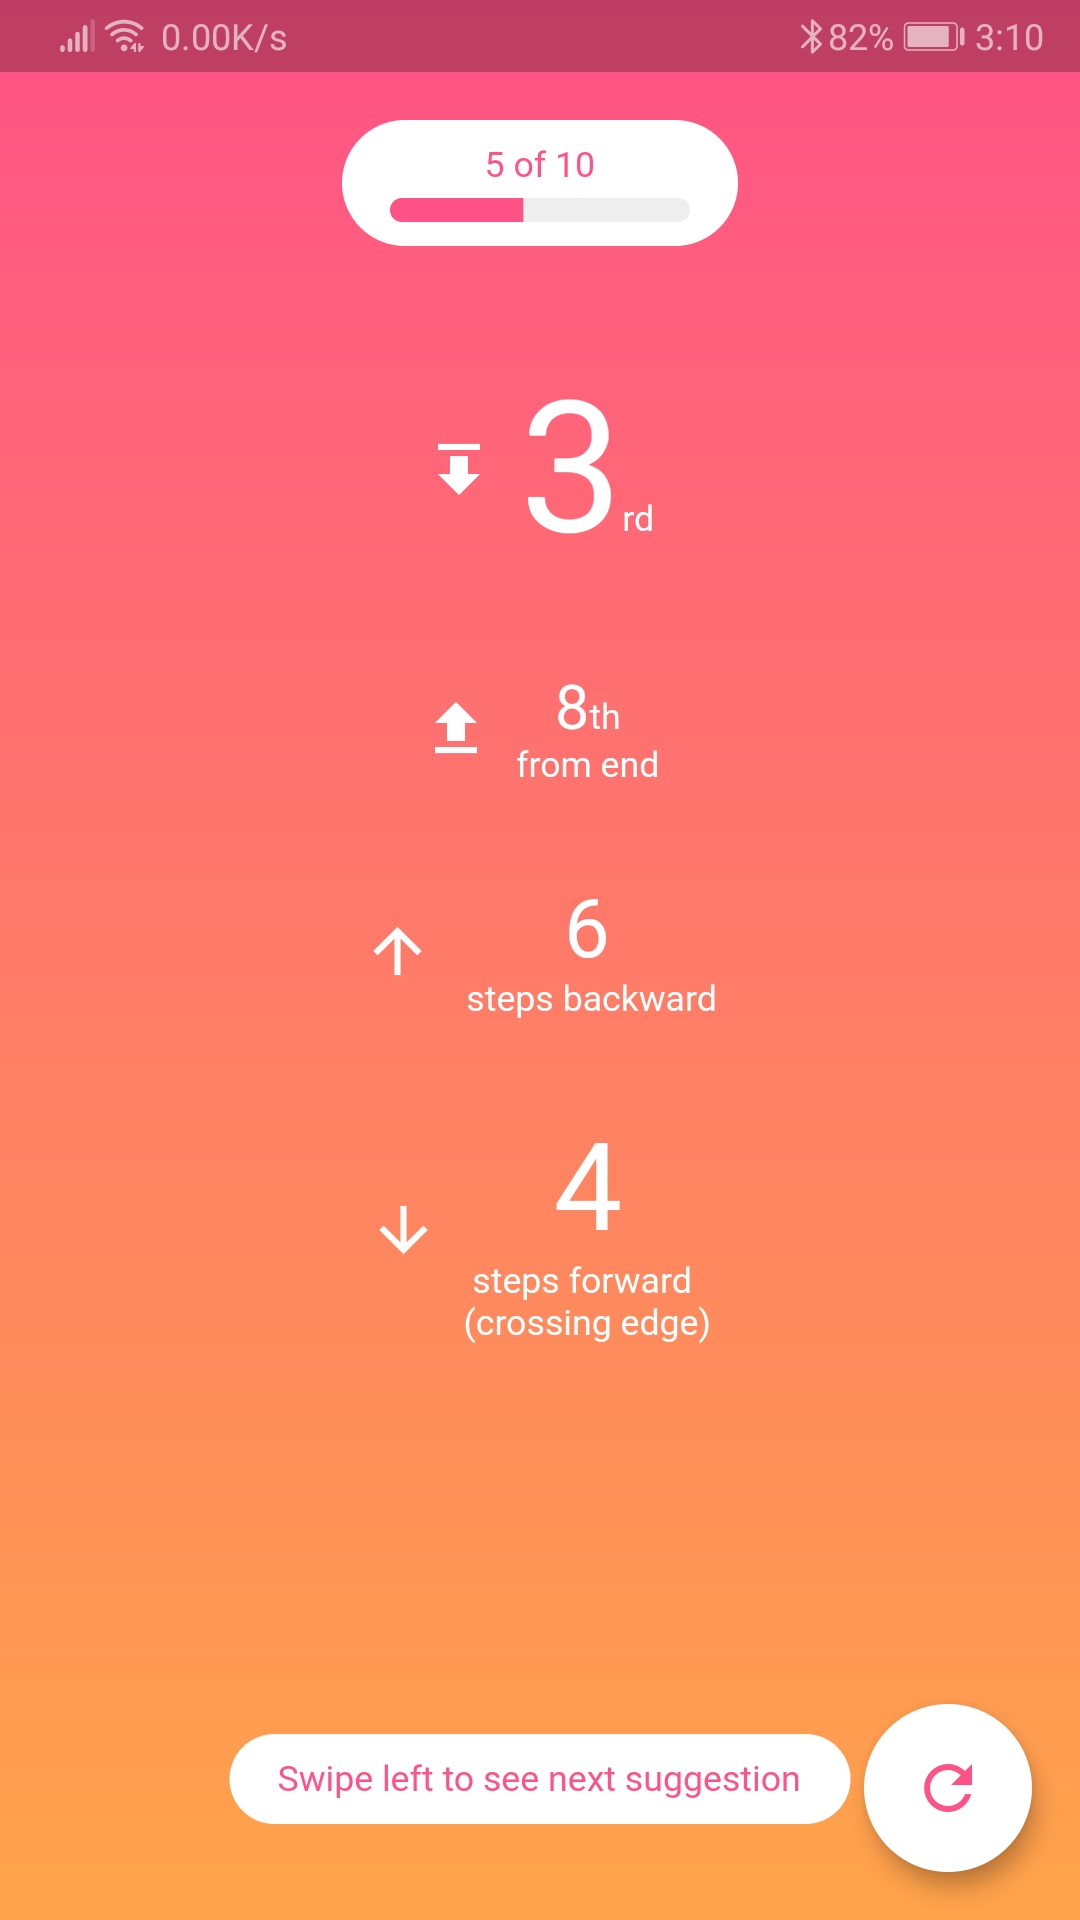 0.00K/s 82% 3:10
5 of 10
3rd
8th
from end
6
steps backward
4
steps forward
(crossing edge)
Swipe left to see next suggestion